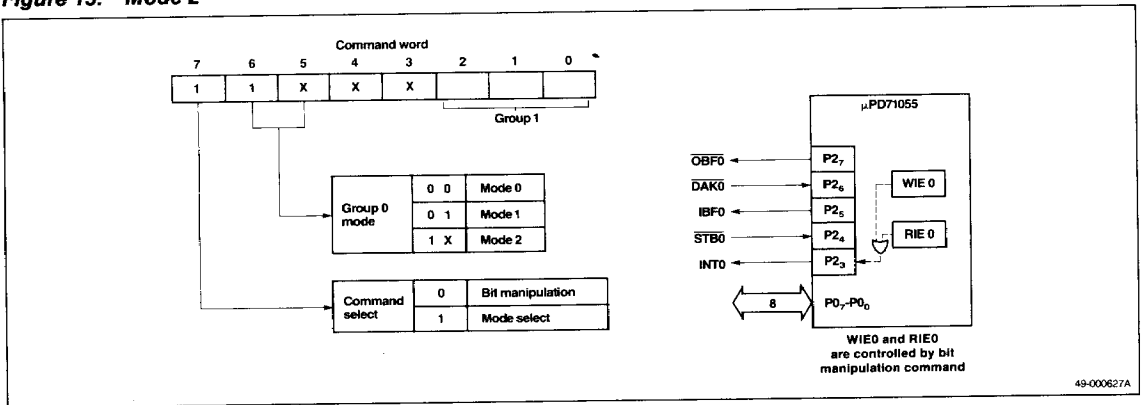 Figure 15. Mode 2
Command word
7 6 5 4 3 2 1 0
1 1 X X X
Group 1
Group 0 mode
0 0 Mode 0
0 1 Mode 1
1 X Mode 2
Command select
0 Bit manipulation
1 Mode select
μPD71055
OBF0 P2₇
DAK0 P2₆
IBF0 P2₅
STB0 P2₄
INT0 P2₃
WIE 0
RIE 0
8 P0₇-P0₀
WIE0 and RIE0
are controlled by bit
manipulation command
49-000627A